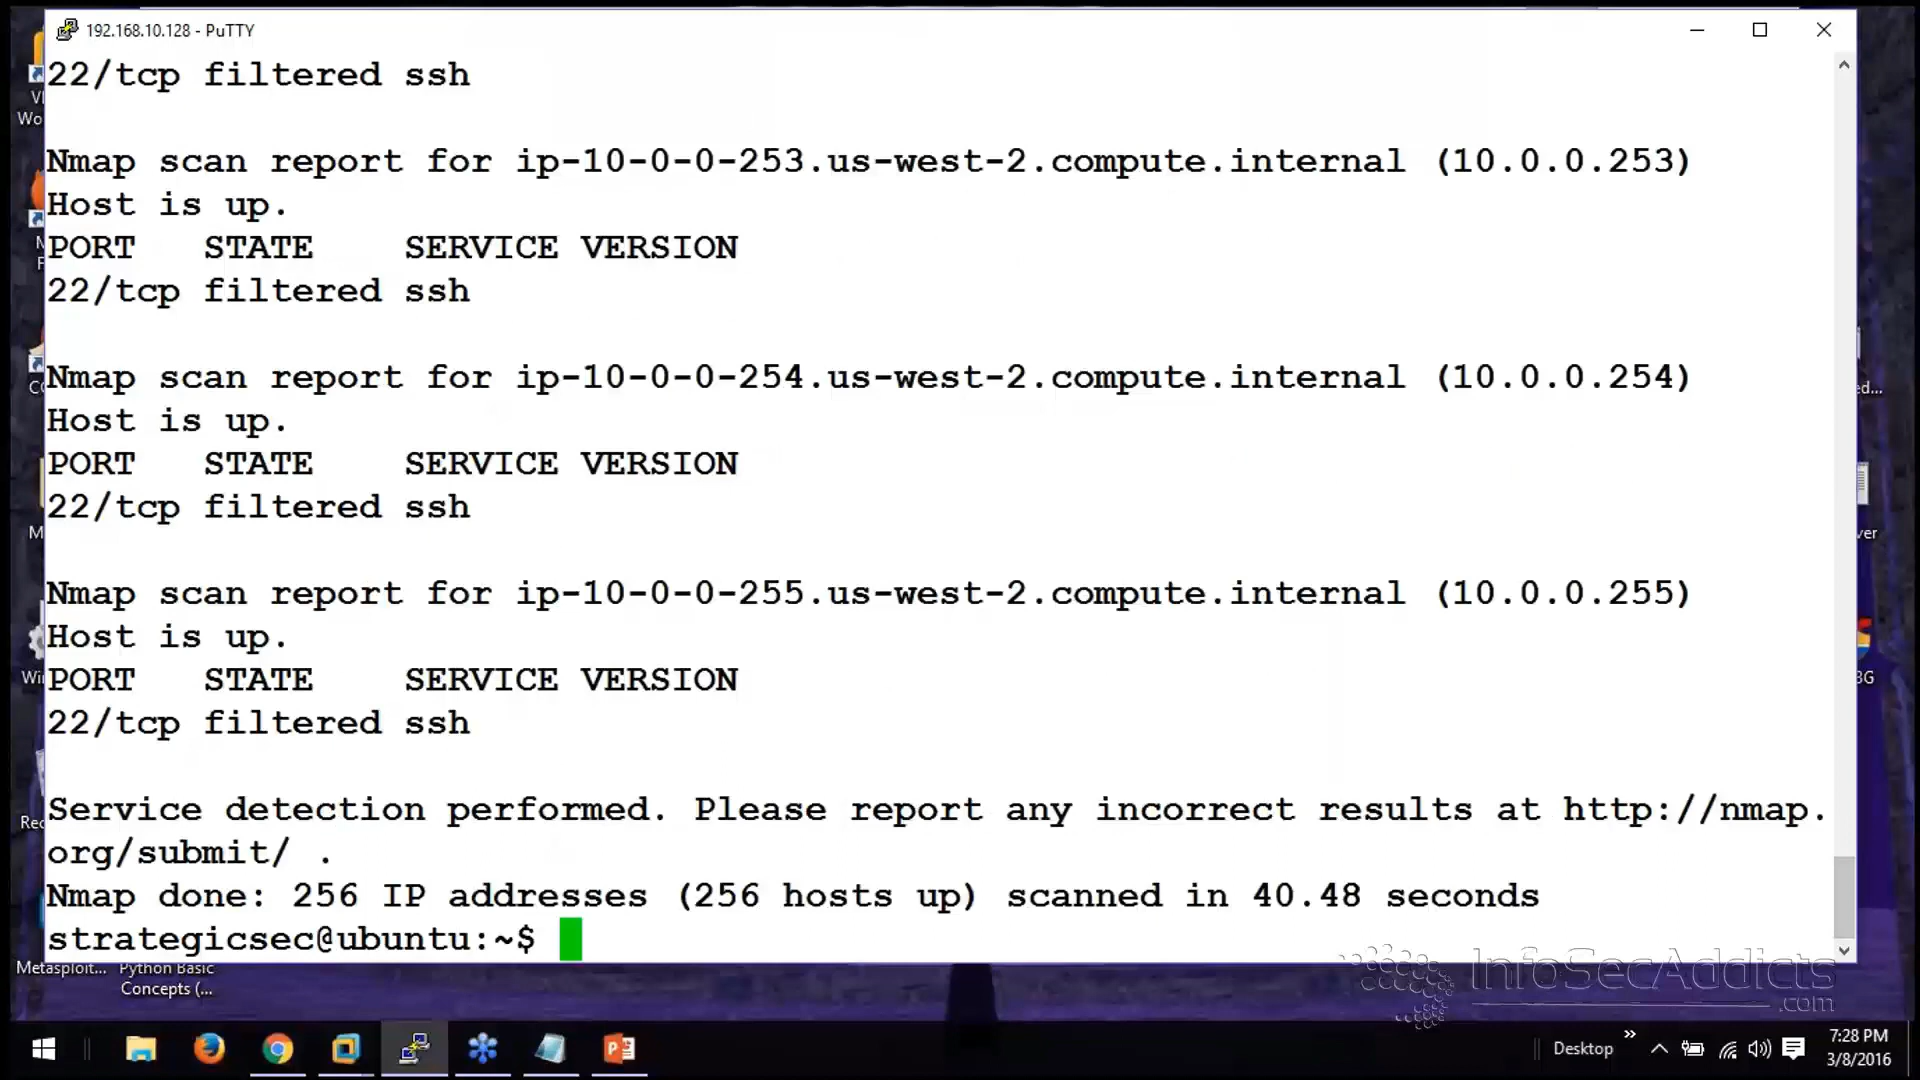 192.168.10.128 - PuTTY
22/tcp filtered ssh
Nmap scan report for ip-10-0-0-253.us-west-2.compute.internal (10.0.0.253)
Host is up.
PORT STATE SERVICE VERSION
22/tcp filtered ssh
Nmap scan report for ip-10-0-0-254.us-west-2.compute.internal (10.0.0.254)
Host is up.
PORT STATE SERVICE VERSION
22/tcp filtered ssh
Nmap scan report for ip-10-0-0-255.us-west-2.compute.internal (10.0.0.255)
Host is up.
PORT STATE SERVICE VERSION
22/tcp filtered ssh
Service detection performed. Please report any incorrect results at http://nmap.
org/submit/ .
Nmap done: 256 IP addresses (256 hosts up) scanned in 40.48 seconds
strategicsec@ubuntu:~$
Metasploit... Python Basic
Concepts (...
InfoSecAddicts
.com
Desktop
7:28 PM
3/8/2016